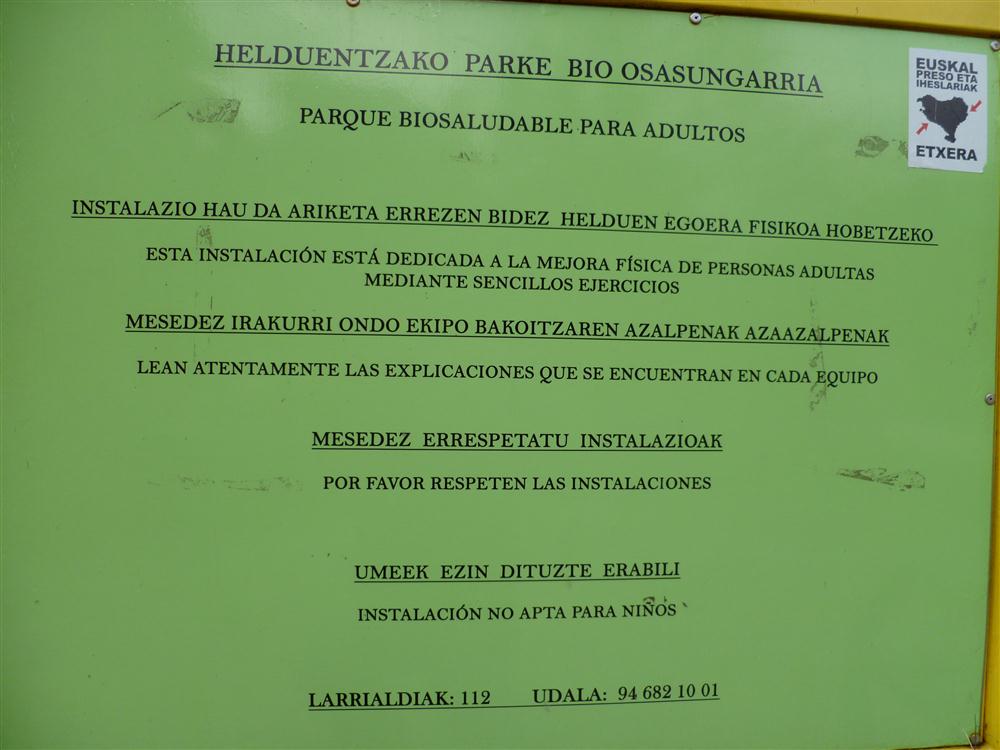 HELDUENTZAKO PARKE BIO OSASUNGARRIA
PARQUE BIOSALUDABLE PARA ADULTOS
EUSKAL
PRESO ETA
IHESLARIAK
ETXERA
INSTALAZIO HAU DA ARIKETA ERREZEN BIDEZ HELDUEN EGOERA FISIKOA HOBETZEKO
ESTA INSTALACIÓN ESTÁ DEDICADA A LA MEJORA FÍSICA DE PERSONAS ADULTAS
MEDIANTE SENCILLOS EJERCICIOS
MESEDEZ IRAKURRI ONDO EKIPO BAKOITZAREN AZALPENAK AZAAZALPENAK
LEAN ATENTAMENTE LAS EXPLICACIONES QUE SE ENCUENTRAN EN CADA EQUIPO
MESEDEZ ERRESPETATU INSTALAZIOAK
POR FAVOR RESPETEN LAS INSTALACIONES
UMEEK EZIN DITUZTE ERABILI
INSTALACIÓN NO APTA PARA NIÑOS
LARRIALDIAK: 112 UDALA: 94 682 10 01